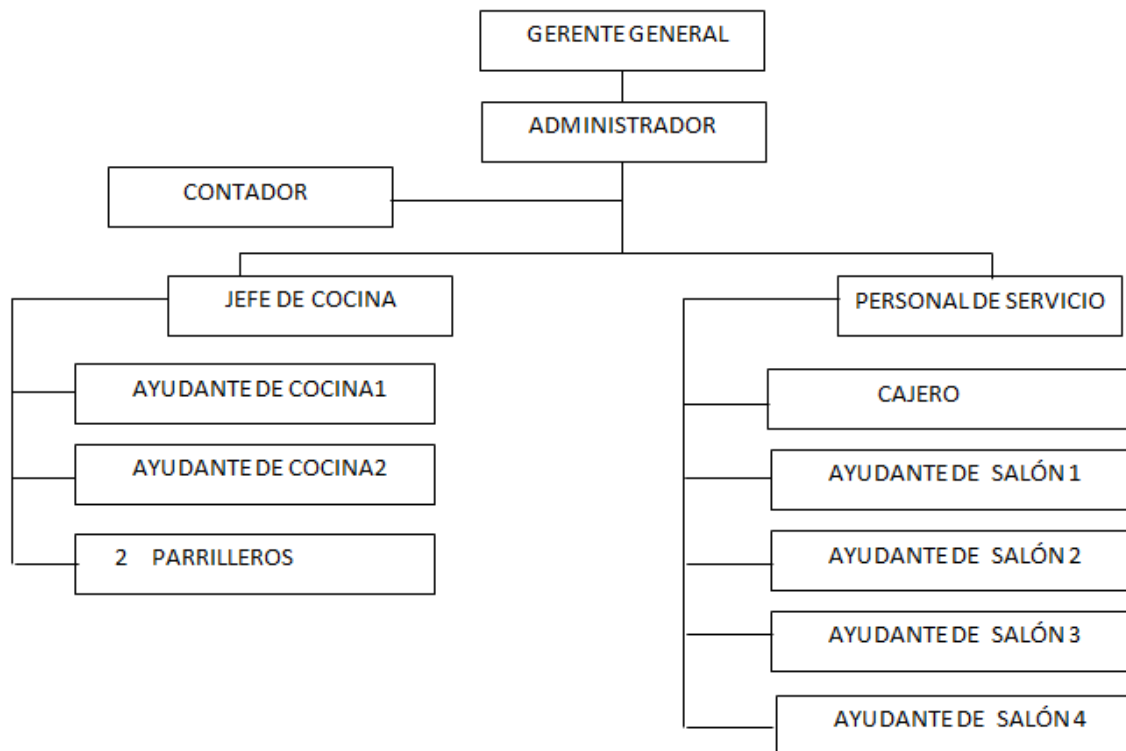 GERENTE GENERAL
ADMINISTRADOR
CONTADOR
JEFE DE COCINA
AYUDANTE DE COCINA1
AYUDANTE DE COCINA2
2 PARRILLEROS
PERSONAL DE SERVICIO
CAJERO
AYUDANTE DE SALÓN 1
AYUDANTE DE SALÓN 2
AYUDANTE DE SALÓN 3
AYUDANTE DE SALÓN 4